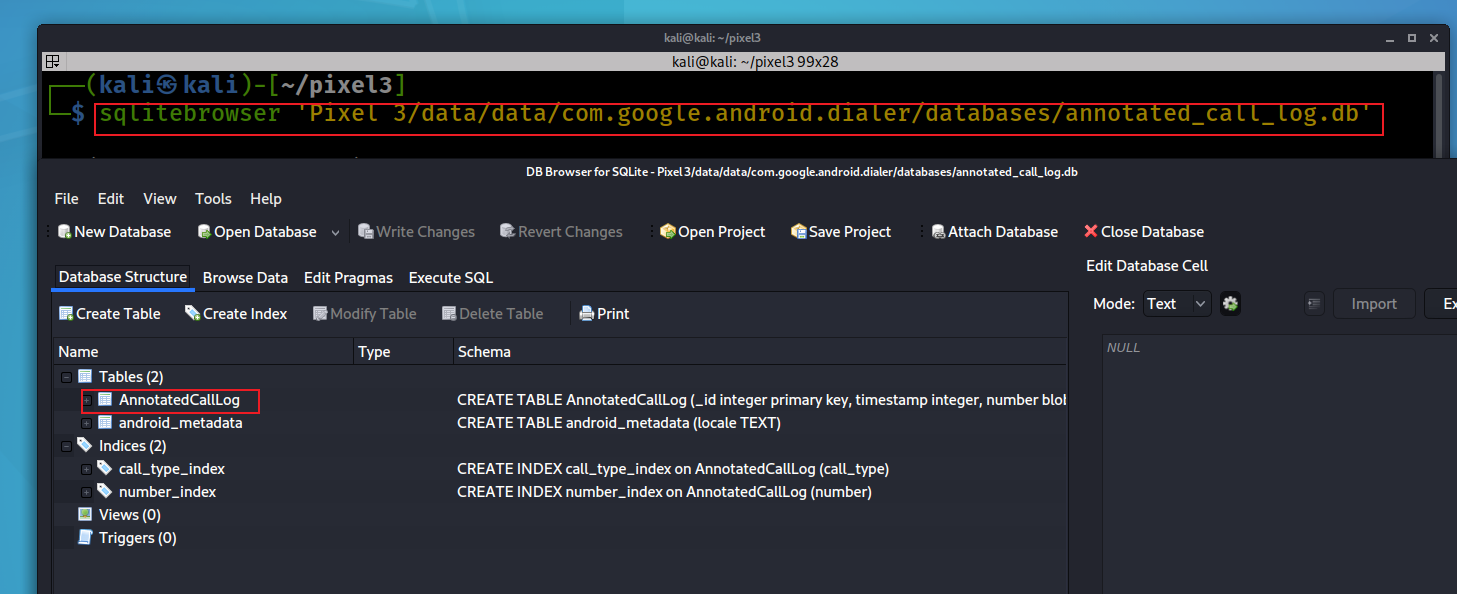 kali@kali: ~/pixel3
kali@kali: ~/pixel3 99x28
(kali㉿kali)-[~/pixel3]
$ sqlitebrowser 'Pixel 3/data/data/com.google.android.dialer/databases/annotated_call_log.db'
DB Browser for SQLite - Pixel 3/data/data/com.google.android.dialer/databases/annotated_call_log.db
File Edit View Tools Help
New Database Open Database Write Changes Revert Changes Open Project Save Project Attach Database Close Database
Edit Database Cell
Database Structure Browse Data Edit Pragmas Execute SQL
Mode: Text Import Ex
Create Table Create Index Modify Table Delete Table Print
NULL
Name Type Schema
Tables (2)
AnnotatedCallLog CREATE TABLE AnnotatedCallLog (_id integer primary key, timestamp integer, number blob
android_metadata CREATE TABLE android_metadata (locale TEXT)
Indices (2)
call_type_index CREATE INDEX call_type_index on AnnotatedCallLog (call_type)
number_index CREATE INDEX number_index on AnnotatedCallLog (number)
Views (0)
Triggers (0)